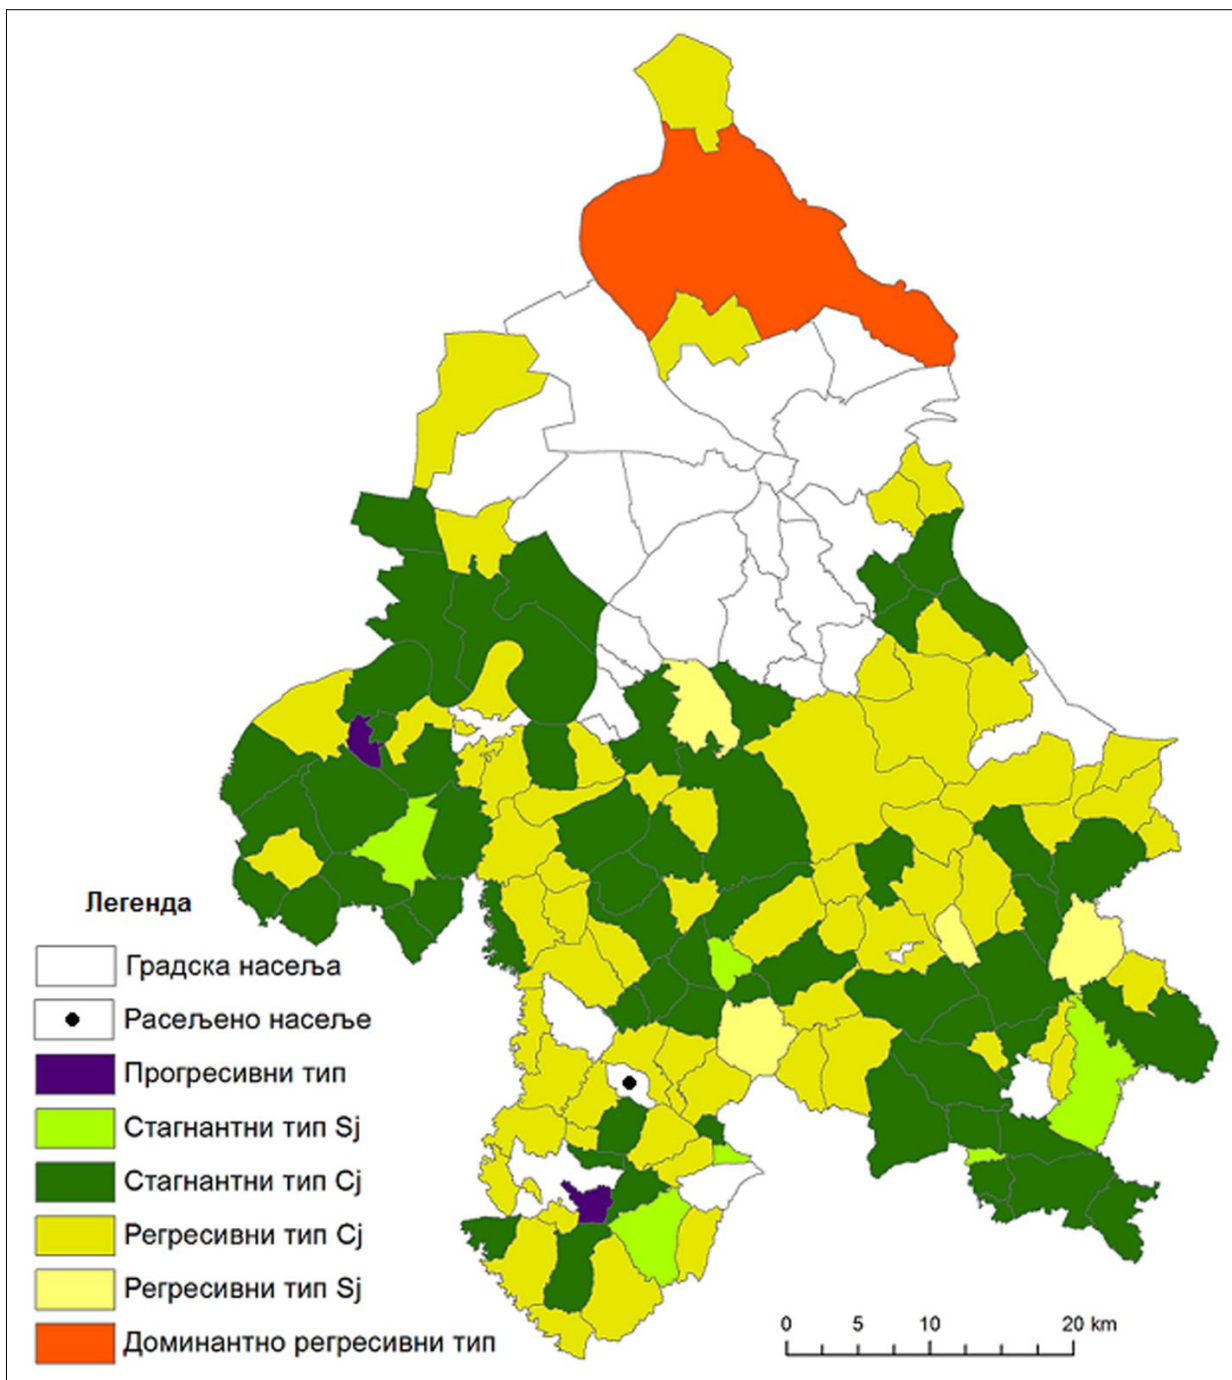 Легенда
Градска насеља
Расељено насеље
Прогресивни тип
Стагнантни тип Sj
Стагнантни тип Cj
Регресивни тип Cj
Регресивни тип Sj
Доминантно регресивни тип
0 5 10 20 km